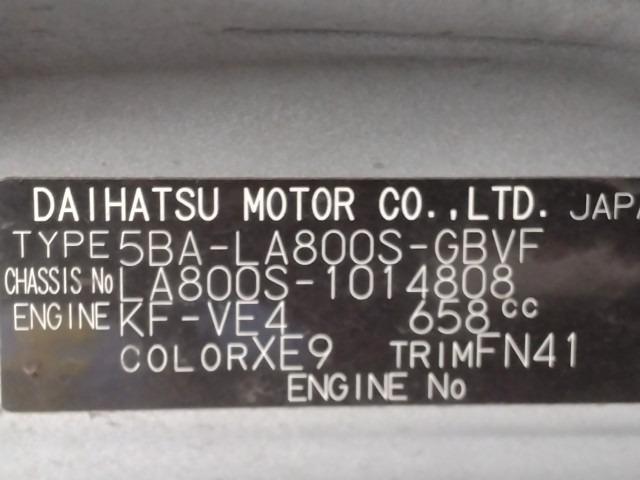 DAIHATSU MOTOR CO.,LTD. JAPA
TYPE 5BA-LA800S-GBVF
CHASSIS No LA800S-1014808
ENGINE KF-VE4 658cc
COLOR XE9 TRIM FN41
ENGINE No